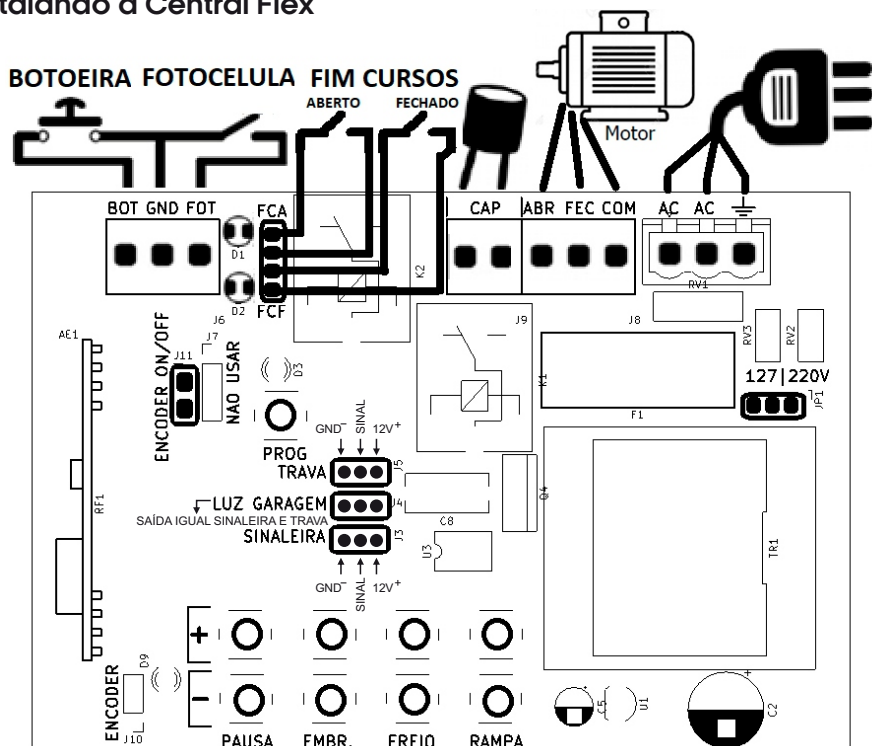 talando a Central Flex
BOTOEIRA FOTOCELULA FIM CURSOS
ABERTO FECHADO
Motor
BOT GND FOT
FCA
CAP
ABR FEC COM
AC AC
D1
K2
RV1
D2
FCF
J6
J9
J8
AE1
J7
J11
ENCODER ON/OFF
NAO USAR
D3
K1
RV3
RV2
127|220V
JP1
F1
PROG
GND- SINAL 12V+
TRAVA
J5
LUZ GARAGEM
J4
SAÍDA IGUAL SINALEIRA E TRAVA
SINALEIRA
J3
GND- SINAL 12V+
C8
Q4
U3
RF1
TR1
+
-
D9
ENCODER
J10
C5
U1
C2
+
PAUSA EMBR. FREIO RAMPA